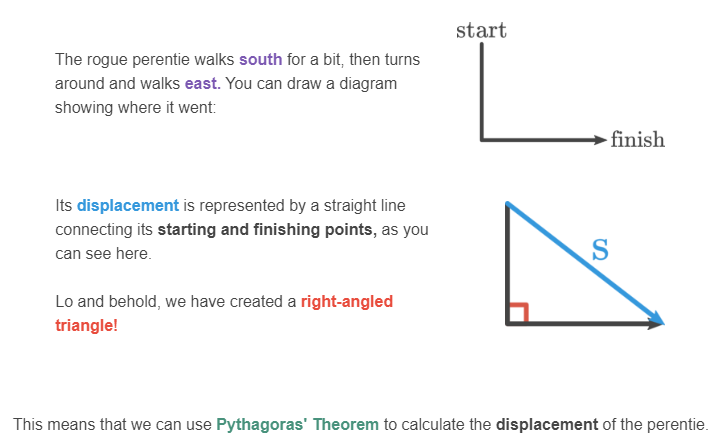 start
The rogue perentie walks south for a bit, then turns
around and walks east. You can draw a diagram
showing where it went:
finish
Its displacement is represented by a straight line
connecting its starting and finishing points, as you
can see here.
S
Lo and behold, we have created a right-angled
triangle!
This means that we can use Pythagoras' Theorem to calculate the displacement of the perentie.